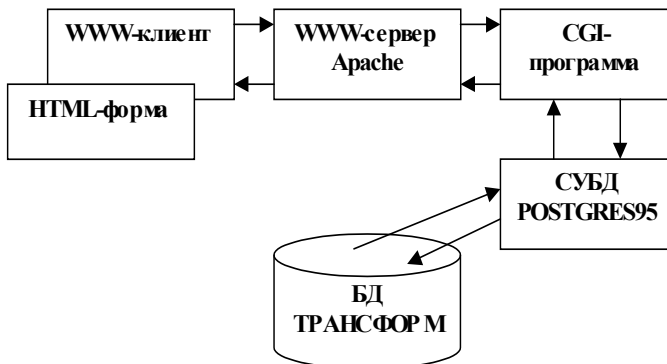 WWW-клиент
WWW-сервер
Apache
CGI-
программа
HTML-форма
СУБД
POSTGRES95
БД
ТРАНСФОРМ